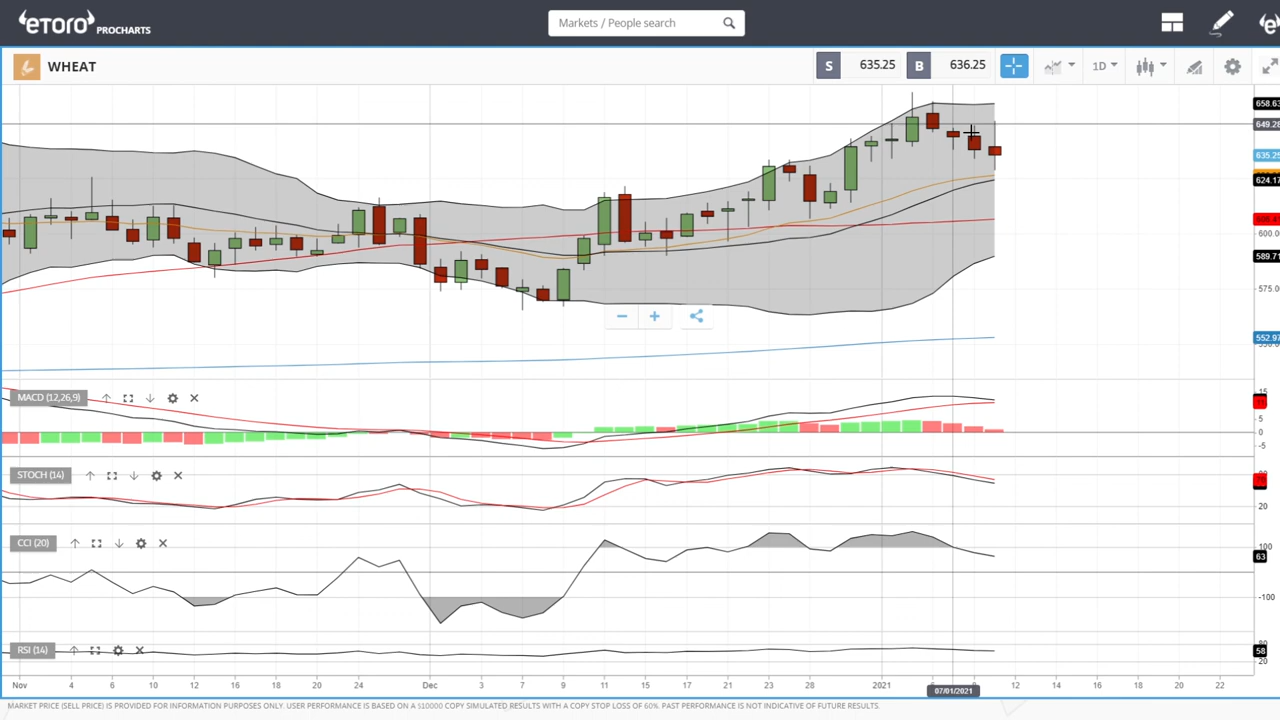 eTORO PROCHARTS
Markets / People search
WHEAT
S 635.25 B 636.25
1D
658.63
649.28
635.25
624.17
600.00
589.71
575.00
552.97
MACD (12,26,9)
15
5
0
-5
STOCH (14)
20
CCI (20)
100
63
-100
RSI (14)
80
58
20
Nov 4 6 10 12 16 18 20 24 26 Dec 3 7 9 11 15 17 21 23 28 2021 12 14 16 18 20 22
07/01/2021
MARKET PRICE (SELL PRICE) IS PROVIDED FOR INFORMATION PURPOSES ONLY. USER PERFORMANCE IS BASED ON A $10000 COPY SIMULATED RESULTS WITH A COPY STOP LOSS OF 60%. PAST PERFORMANCE IS NOT INDICATIVE OF FUTURE RESULTS.